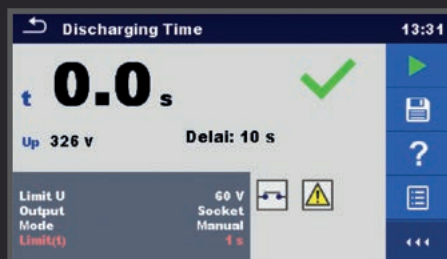 Discharging Time 13:31
t 0.0 s
Up 326 V Delai: 10 s
Limit U 60 V
Output Socket
Mode Manual
Limit(t) 1 s
?